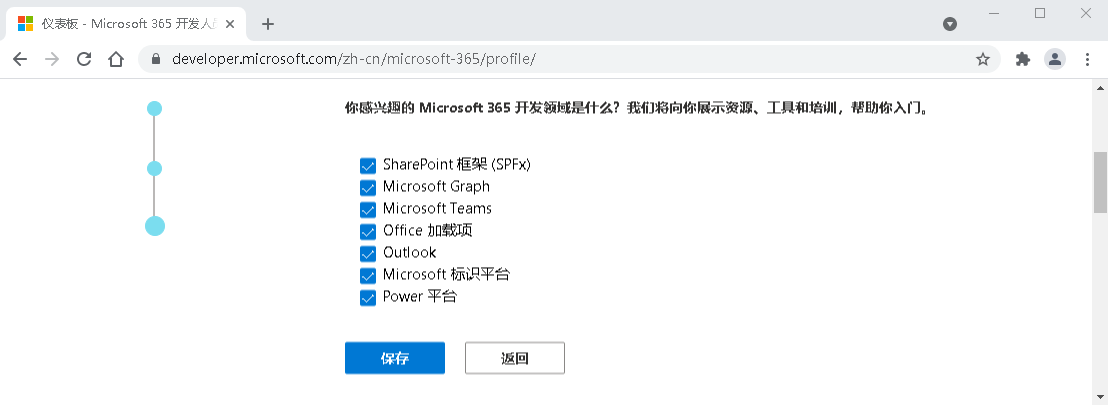 仪表板 - Microsoft 365 开发人
developer.microsoft.com/zh-cn/microsoft-365/profile/
你感兴趣的 Microsoft 365 开发领域是什么？我们将向你展示资源、工具和培训，帮助你入门。
SharePoint 框架 (SPFx)
Microsoft Graph
Microsoft Teams
Office 加载项
Outlook
Microsoft 标识平台
Power 平台
保存 返回